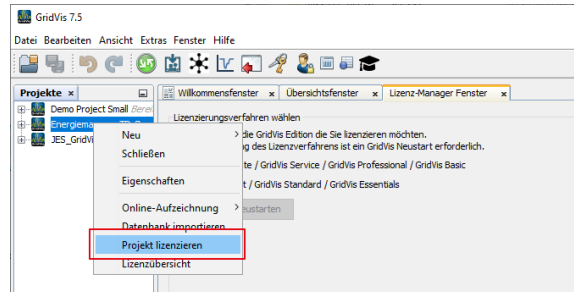 GridVis 7.5
Datei Bearbeiten Ansicht Extras Fenster Hilfe
Projekte
Willkommensfenster
Übersichtsfenster
Lizenz-Manager Fenster
Demo Project Small
Lizenzierungsverfahren wählen
die GridVis Edition die Sie lizenzieren möchten.
g des Lizenzverfahrens ist ein GridVis Neustart erforderlich.
te / GridVis Service / GridVis Professional / GridVis Basic
t / GridVis Standard / GridVis Essentials
eustarten
JES_GridVi
Neu
Schließen
Eigenschaften
Online-Aufzeichnung
Datenbank importieren
Projekt lizenzieren
Lizenzübersicht